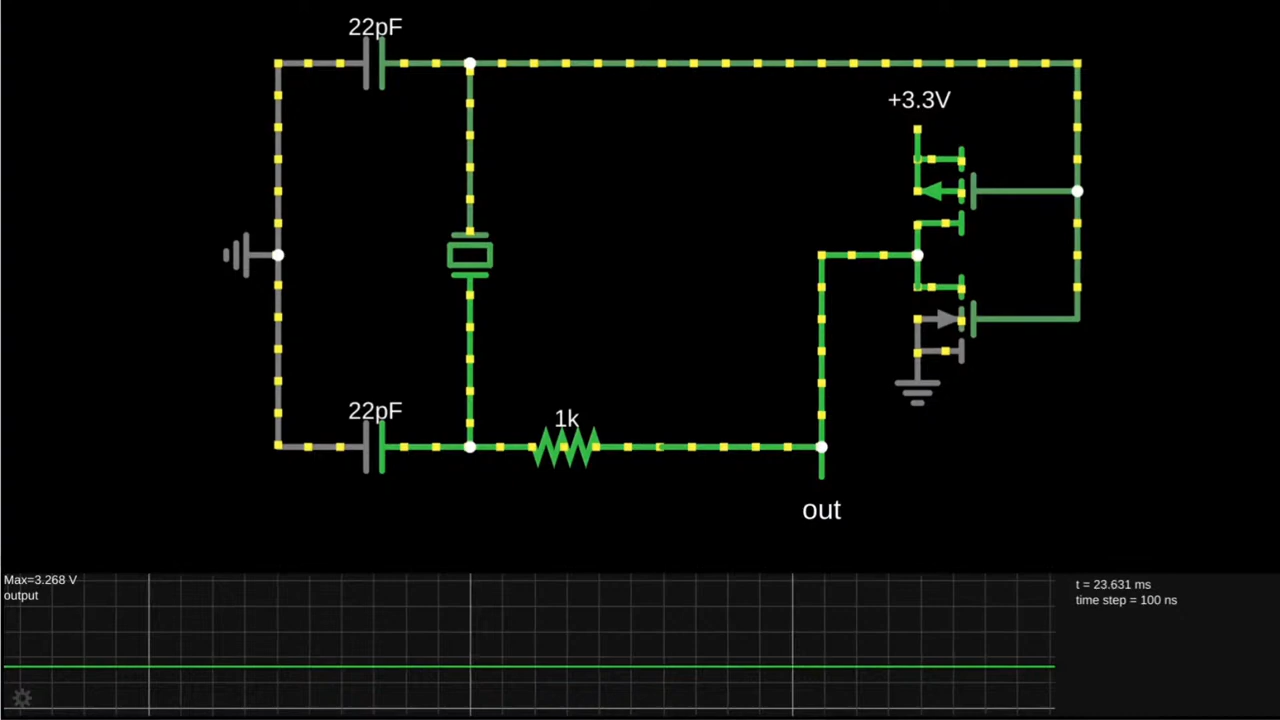 22pF
+3.3V
22pF
1k
out
Max=3.268 V
output
t = 23.631 ms
time step = 100 ns